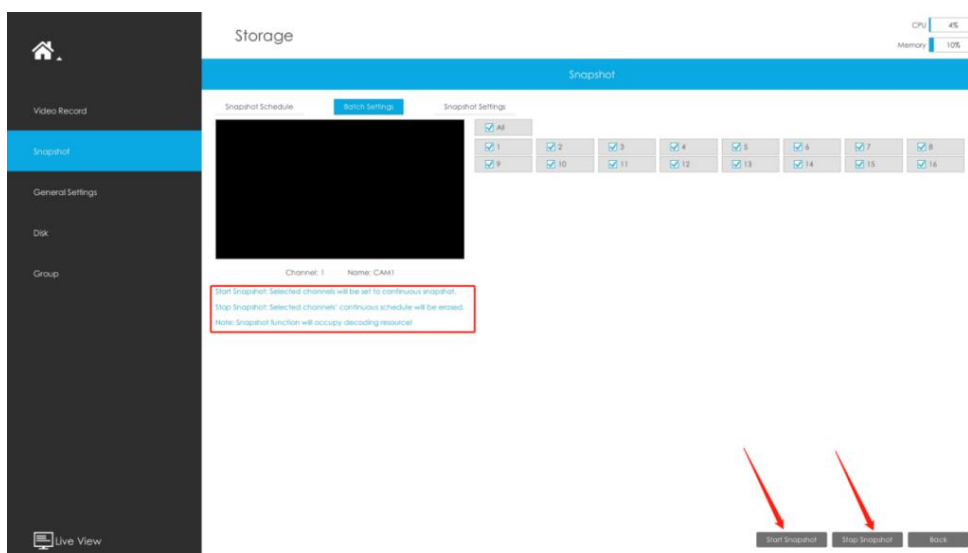 Storage
CPU 4%
Memory 10%
Snapshot
Video Record
Snapshot
General Settings
Disk
Group
Live View
Snapshot Schedule
Batch Settings
Snapshot Settings
All
1 2 3 4 5 6 7 8
9 10 11 12 13 14 15 16
Channel: 1 Name: CAM1
Start Snapshot: Selected channels will be set to continuous snapshot.
Stop Snapshot: Selected channels' continuous schedule will be erased.
Note: Snapshot function will occupy decoding resource!
Start Snapshot Stop Snapshot Back